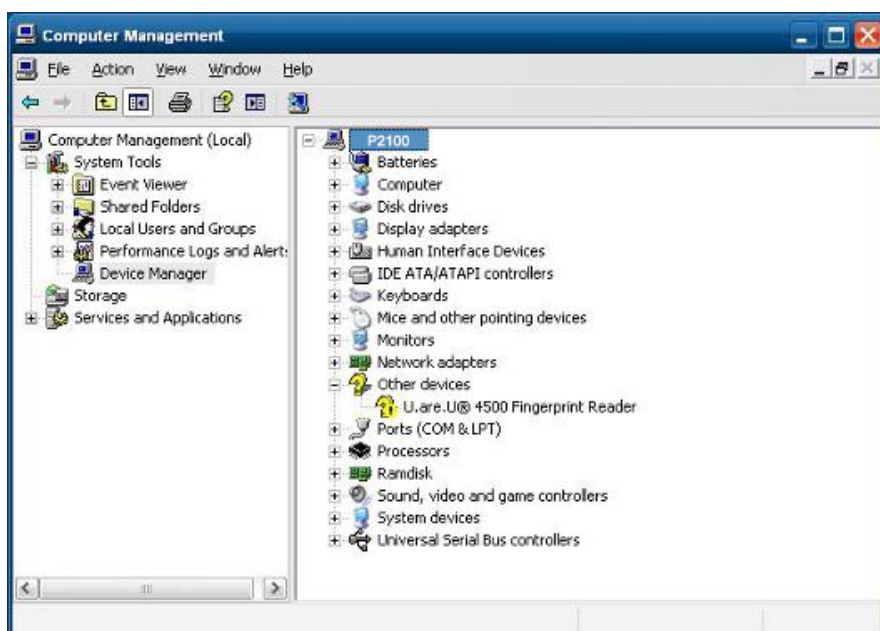 Computer Management
File Action View Window Help
Computer Management (Local)
System Tools
Event Viewer
Shared Folders
Local Users and Groups
Performance Logs and Alert:
Device Manager
Storage
Services and Applications
P2100
Batteries
Computer
Disk drives
Display adapters
Human Interface Devices
IDE ATA/ATAPI controllers
Keyboards
Mice and other pointing devices
Monitors
Network adapters
Other devices
U.are.U® 4500 Fingerprint Reader
Ports (COM & LPT)
Processors
Ramdisk
Sound, video and game controllers
System devices
Universal Serial Bus controllers